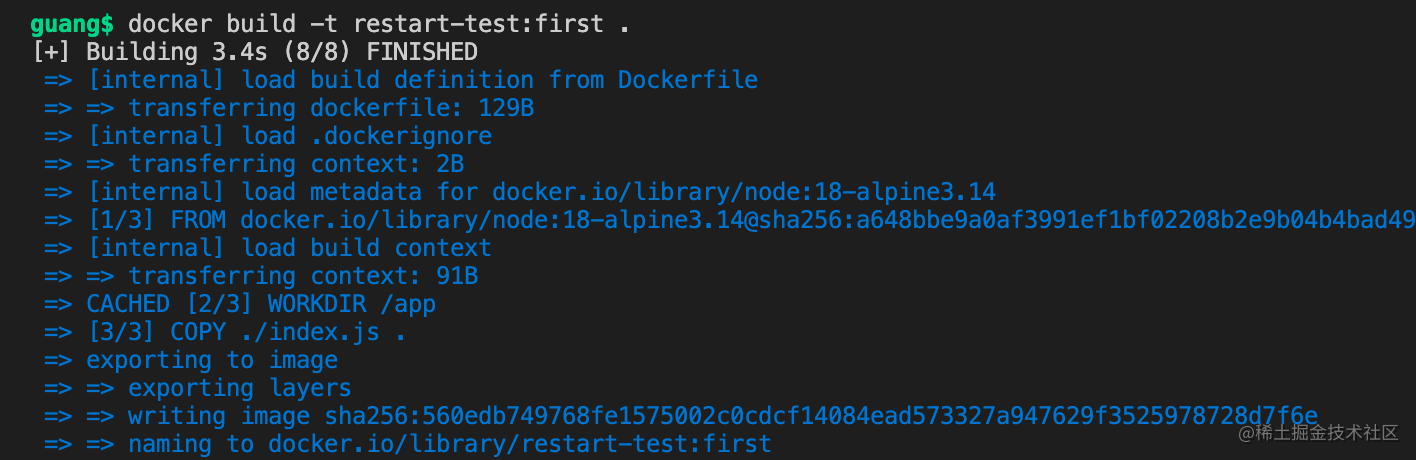 guang$ docker build -t restart-test:first .
[+] Building 3.4s (8/8) FINISHED
=> [internal] load build definition from Dockerfile
=> => transferring dockerfile: 129B
=> [internal] load .dockerignore
=> => transferring context: 2B
=> [internal] load metadata for docker.io/library/node:18-alpine3.14
=> [1/3] FROM docker.io/library/node:18-alpine3.14@sha256:a648bbe9a0af3991ef1bf02208b2e9b04b4bad49
=> [internal] load build context
=> => transferring context: 91B
=> CACHED [2/3] WORKDIR /app
=> [3/3] COPY ./index.js .
=> exporting to image
=> => exporting layers
=> => writing image sha256:560edb749768fe1575002c0cdcf14084ead573327a947629f3525978728d7f6e
=> => naming to docker.io/library/restart-test:first
@稀土掘金技术社区